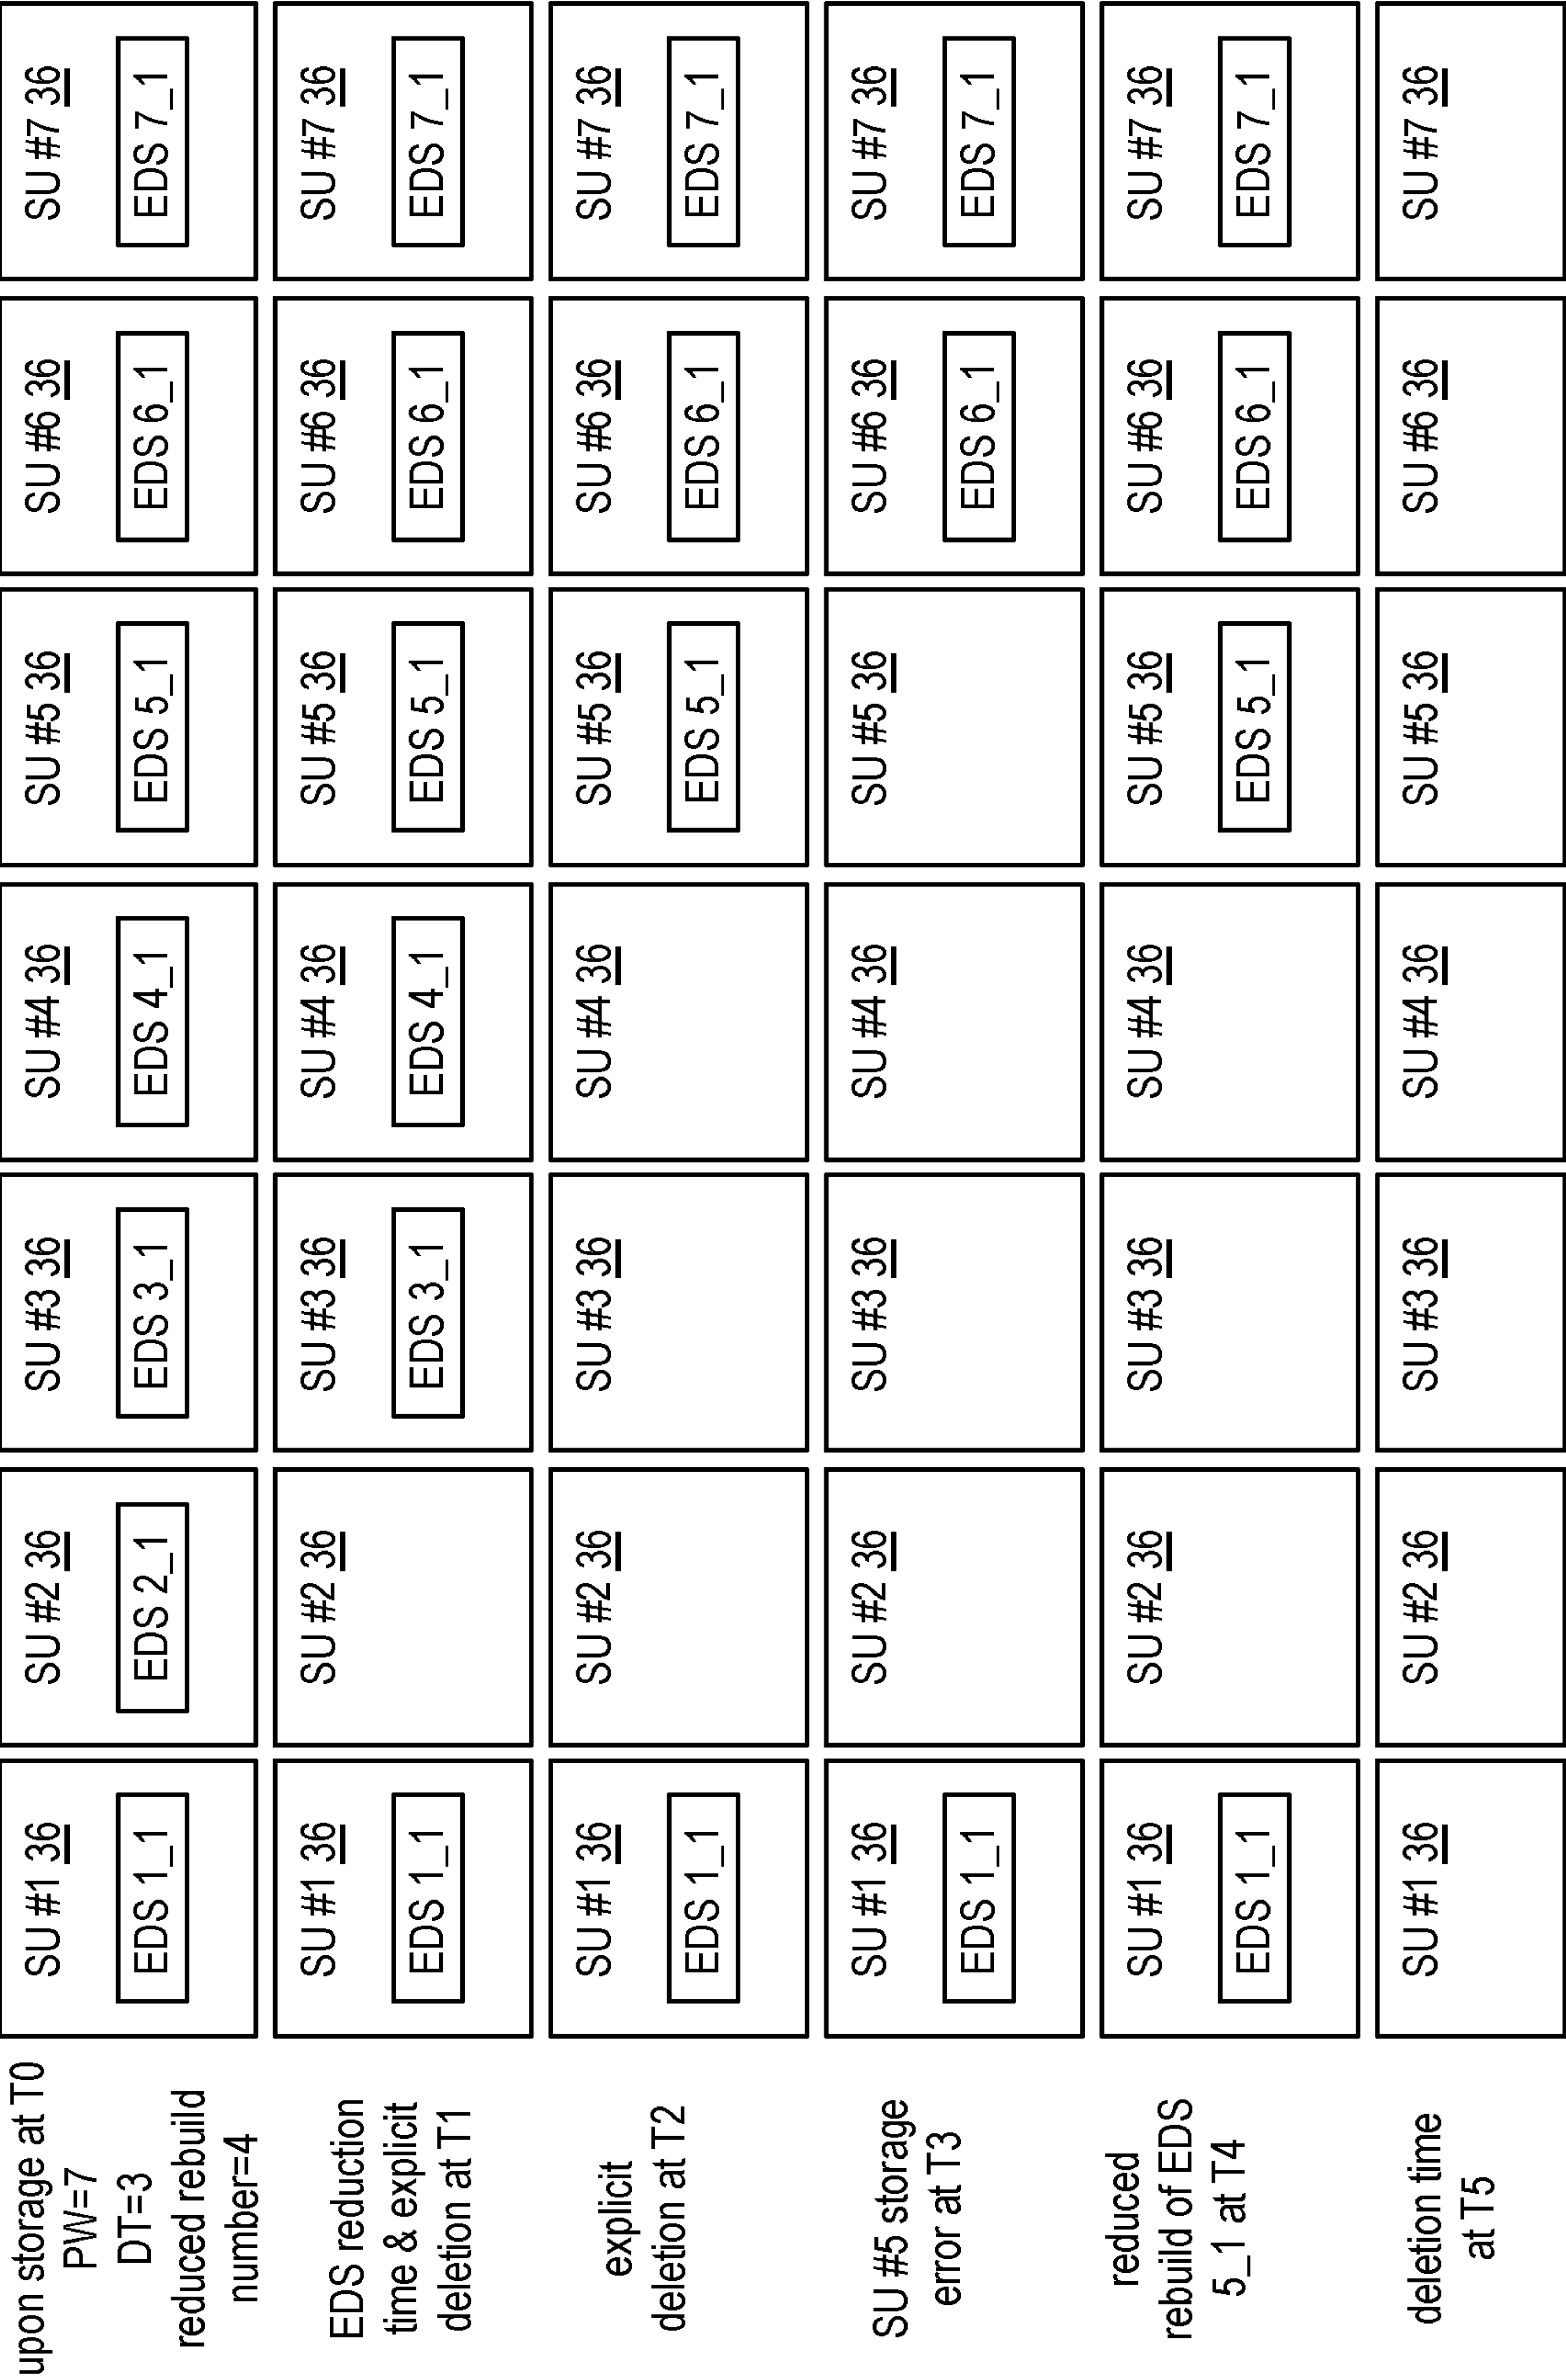 upon storage at T0
PW=7
DT=3
reduced rebuild
number=4
SU #1 36
EDS 1_1
SU #2 36
EDS 2_1
SU #3 36
EDS 3_1
SU #4 36
EDS 4_1
SU #5 36
EDS 5_1
SU #6 36
EDS 6_1
SU #7 36
EDS 7_1
EDS reduction
time & explicit
deletion at T1
SU #1 36
EDS 1_1
SU #2 36
SU #3 36
EDS 3_1
SU #4 36
EDS 4_1
SU #5 36
EDS 5_1
SU #6 36
EDS 6_1
SU #7 36
EDS 7_1
explicit
deletion at T2
SU #1 36
EDS 1_1
SU #2 36
SU #3 36
SU #4 36
SU #5 36
EDS 5_1
SU #6 36
EDS 6_1
SU #7 36
EDS 7_1
SU #5 storage
error at T3
SU #1 36
EDS 1_1
SU #2 36
SU #3 36
SU #4 36
SU #5 36
SU #6 36
EDS 6_1
SU #7 36
EDS 7_1
reduced
rebuild of EDS
5_1 at T4
SU #1 36
EDS 1_1
SU #2 36
SU #3 36
SU #4 36
SU #5 36
EDS 5_1
SU #6 36
EDS 6_1
SU #7 36
EDS 7_1
deletion time
at T5
SU #1 36
SU #2 36
SU #3 36
SU #4 36
SU #5 36
SU #6 36
SU #7 36